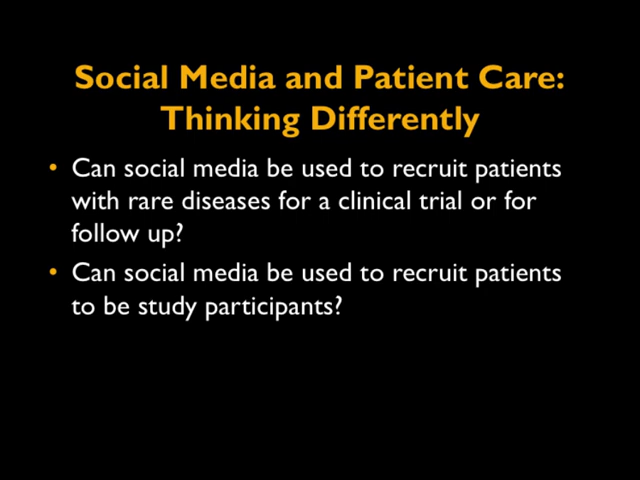 Social Media and Patient Care:
Thinking Differently
• Can social media be used to recruit patients
with rare diseases for a clinical trial or for
follow up?
• Can social media be used to recruit patients
to be study participants?